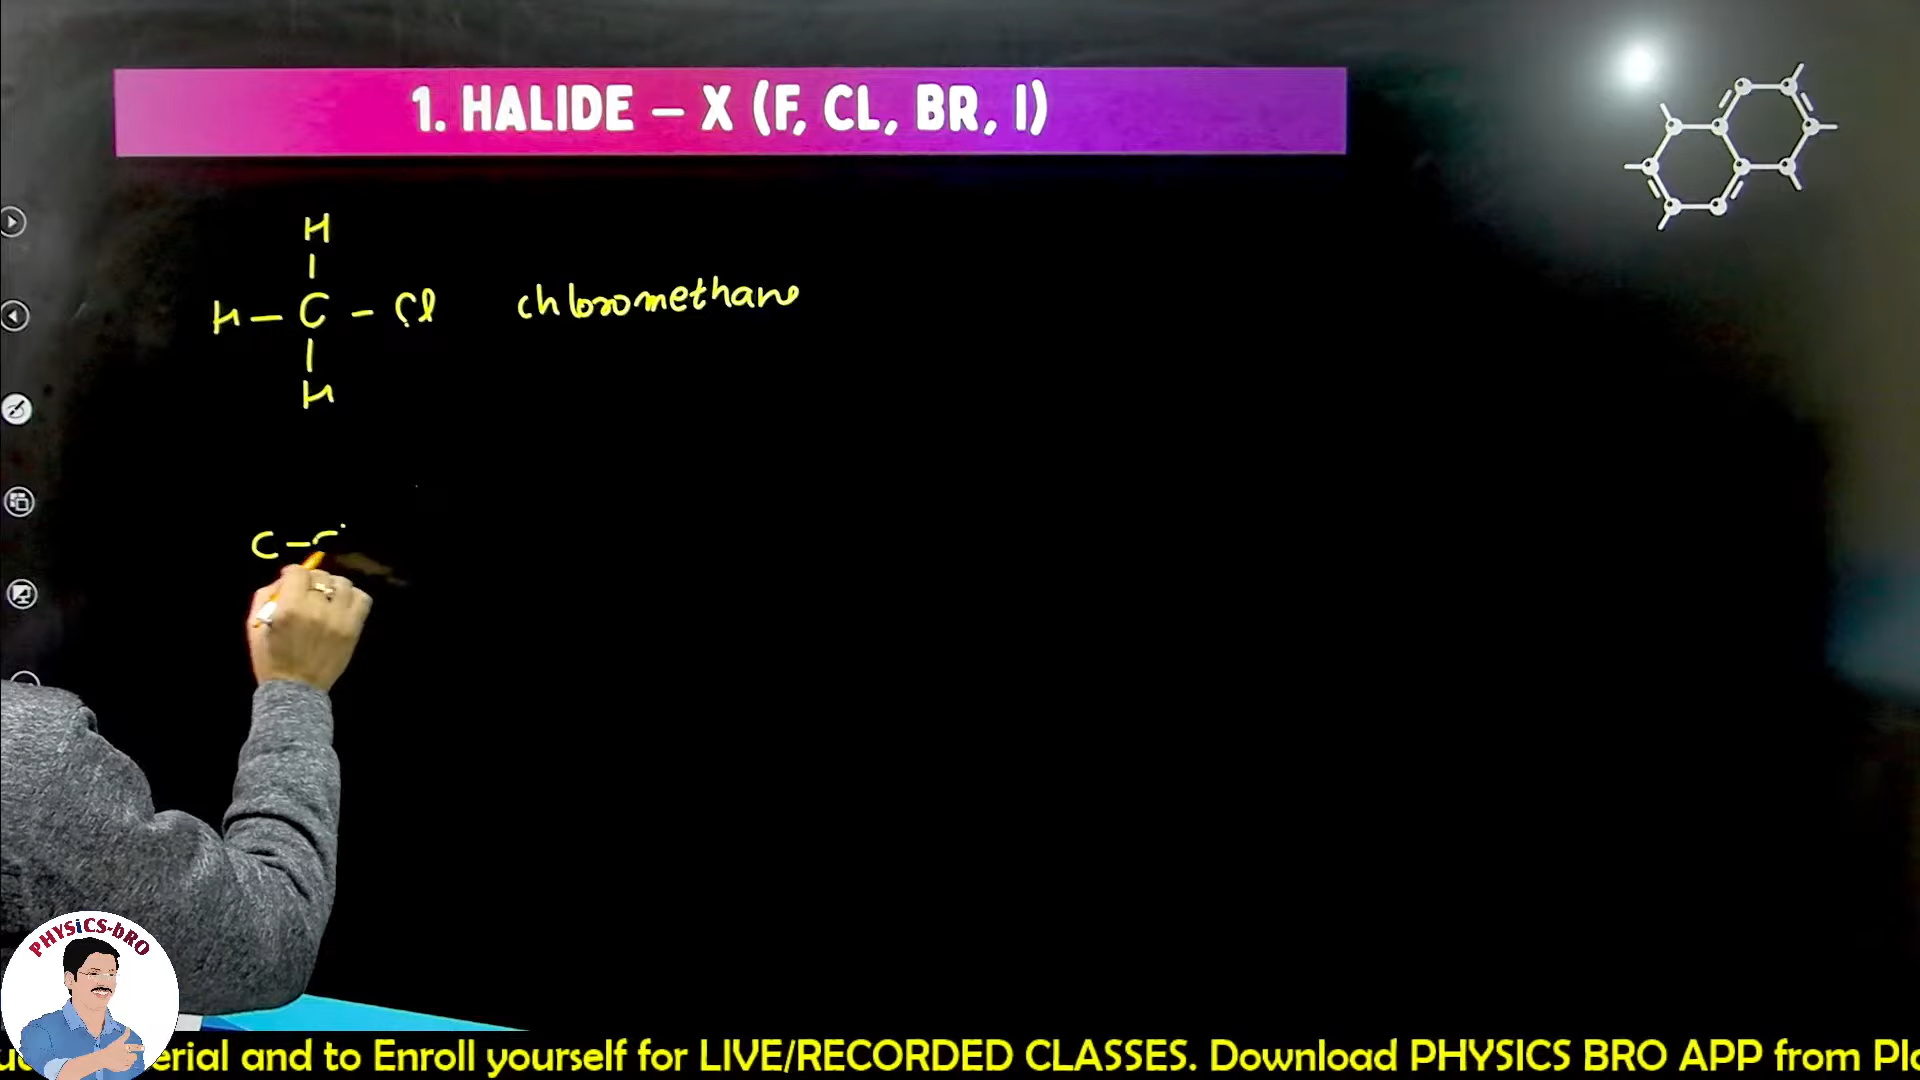 1. HALIDE – X (F, CL, BR, I)
H
H – C – Cl chloromethane
H
C – C
PHYSiCS-bRO
erial and to Enroll yourself for LIVE/RECORDED CLASSES. Download PHYSICS BRO APP from Pla